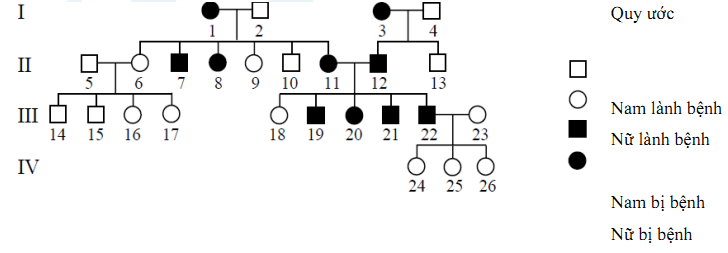 I
Quy ước
1 2 3 4
II
5 6 7 8 9 10 11 12 13
Nam lành bệnh
III
14 15 16 17 18 19 20 21 22 23
Nữ lành bệnh
IV
24 25 26
Nam bị bệnh
Nữ bị bệnh